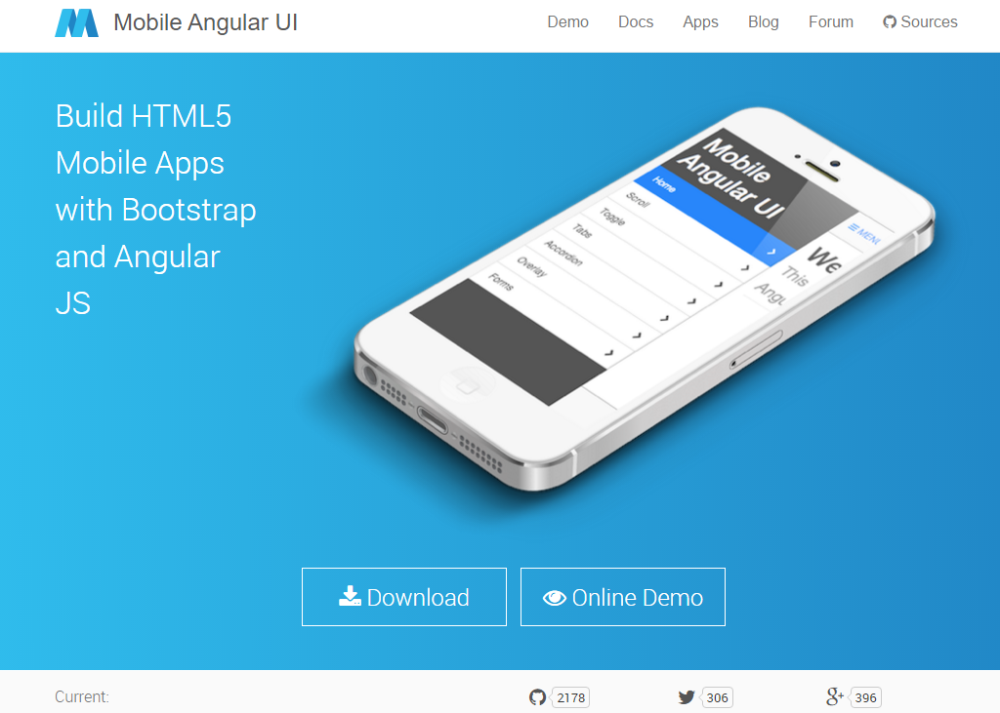 Mobile Angular UI
Demo Docs Apps Blog Forum Sources
Build HTML5
Mobile Apps
with Bootstrap
and Angular
JS
Mobile
Angular UI
Home
Scroll
Toggle
Tabs
Accordion
Overlay
Forms
MENU
We
This
Angu
Download
Online Demo
Current:
2178
306
g+ 396